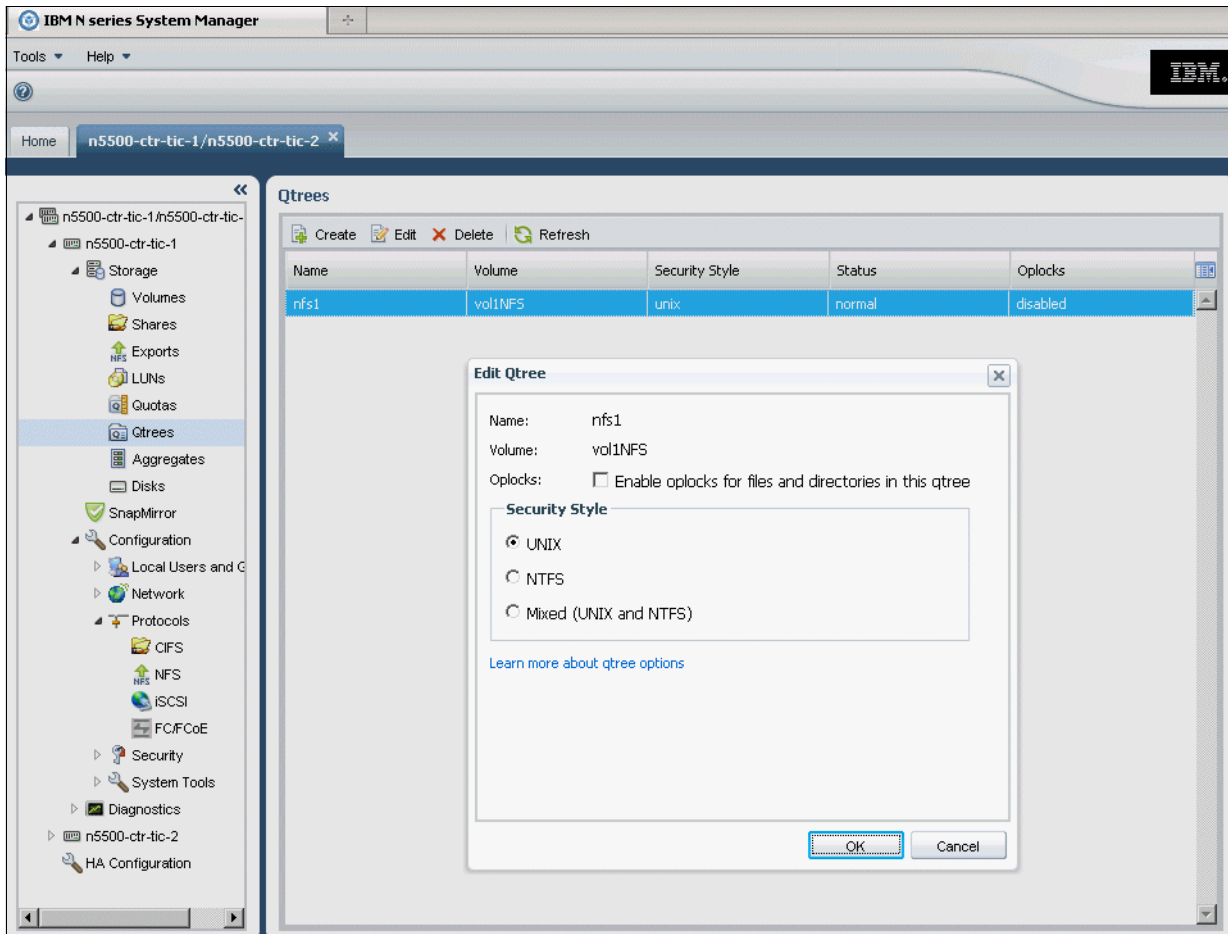 IBM N series System Manager
Tools Help
IBM.
Home n5500-ctr-tic-1/n5500-ctr-tic-2
n5500-ctr-tic-1/n5500-ctr-tic-
n5500-ctr-tic-1
Storage
Volumes
Shares
NFS Exports
LUNs
Quotas
Qtrees
Aggregates
Disks
SnapMirror
Configuration
Local Users and G
Network
Protocols
CIFS
NFS NFS
iSCSI
FC/FCoE
Security
System Tools
Diagnostics
n5500-ctr-tic-2
HA Configuration
Qtrees
Create Edit Delete Refresh
Name Volume Security Style Status Oplocks
nfs1 vol1NFS unix normal disabled
Edit Qtree
Name: nfs1
Volume: vol1NFS
Oplocks: Enable oplocks for files and directories in this qtree
Security Style
UNIX
NTFS
Mixed (UNIX and NTFS)
Learn more about qtree options
OK Cancel